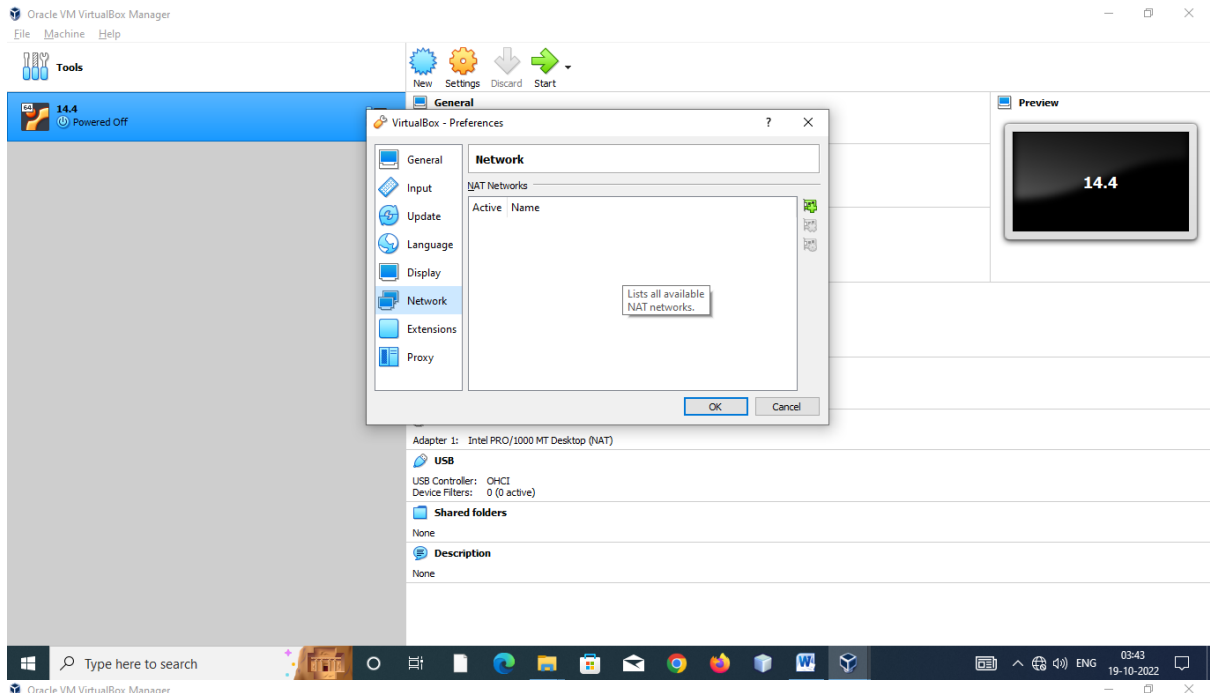 Oracle VM VirtualBox Manager
File Machine Help
Tools
New Settings Discard Start
64
14.4
Powered Off
General
Preview
14.4
VirtualBox - Preferences ? ×
General
Input
Update
Language
Display
Network
Extensions
Proxy
Network
NAT Networks
Active Name
Lists all available
NAT networks.
OK Cancel
Adapter 1: Intel PRO/1000 MT Desktop (NAT)
USB
USB Controller: OHCI
Device Filters: 0 (0 active)
Shared folders
None
Description
None
Type here to search
ENG
03:43
19-10-2022
Oracle VM VirtualBox Manager